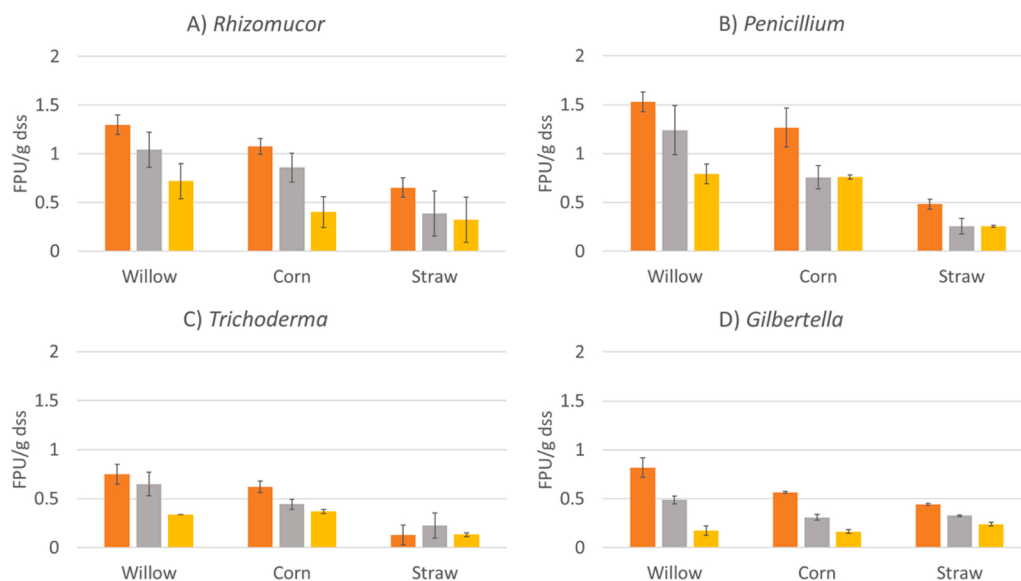 A) Rhizomucor
2
1.5
1
0.5
0
FPU/g dss
Willow Corn Straw
B) Penicillium
2
1.5
1
0.5
0
FPU/g dss
Willow Corn Straw
C) Trichoderma
2
1.5
1
0.5
0
FPU/g dss
Willow Corn Straw
D) Gilbertella
2
1.5
1
0.5
0
FPU/g dss
Willow Corn Straw